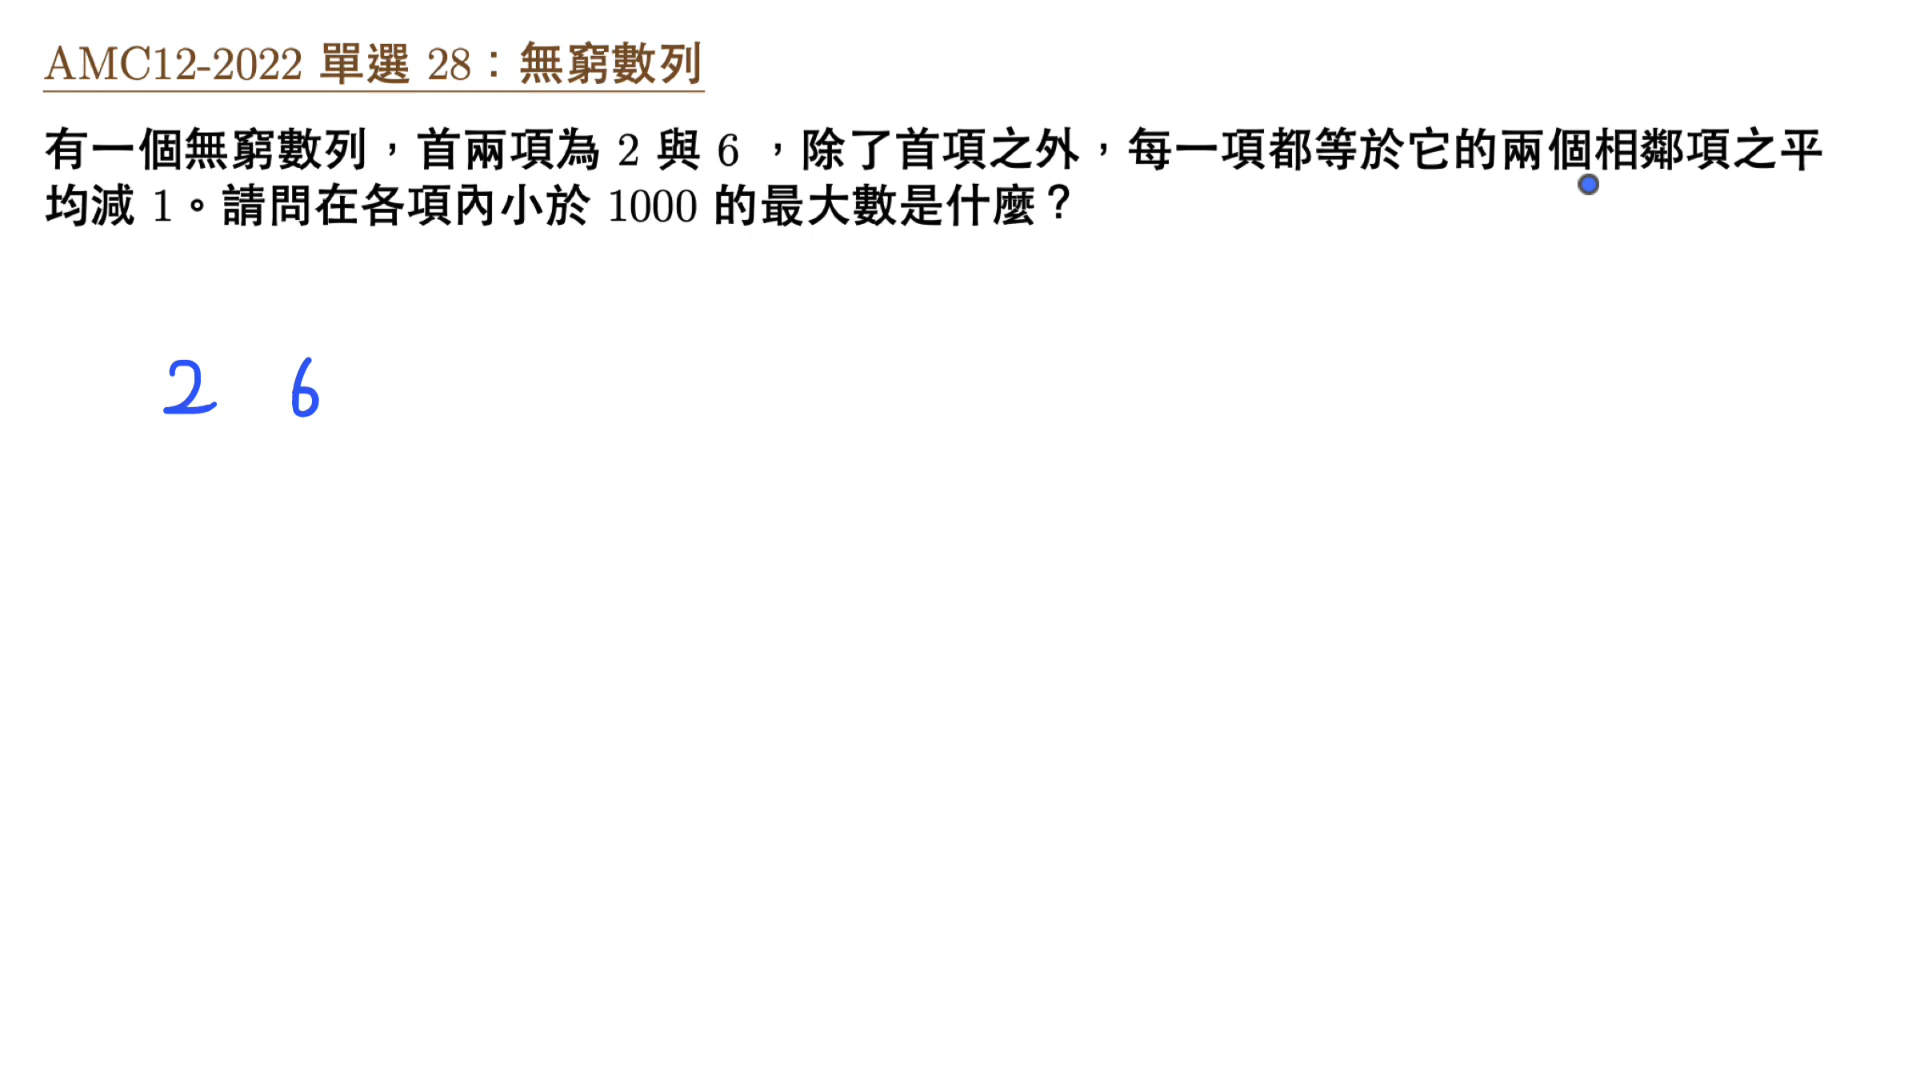 AMC12-2022 單選 28：無窮數列
有一個無窮數列，首兩項為 2 與 6 ，除了首項之外，每一項都等於它的兩個相鄰項之平
均減 1。請問在各項內小於 1000 的最大數是什麼？
2 6